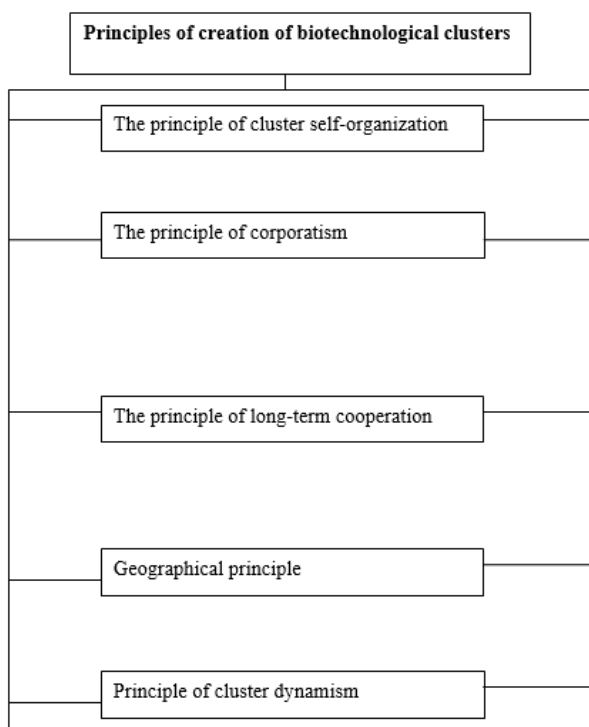 Principles of creation of biotechnological clusters
The principle of cluster self-organization
The principle of corporatism
The principle of long-term cooperation
Geographical principle
Principle of cluster dynamism